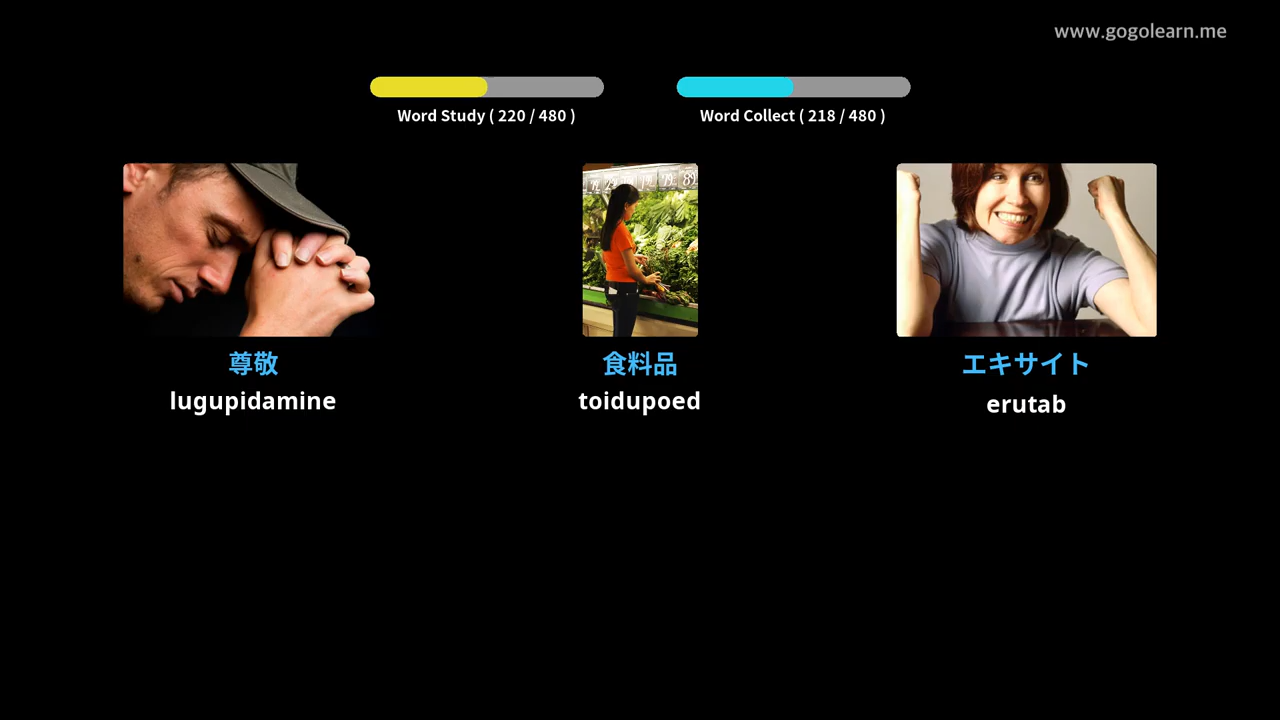 www.gogolearn.me
Word Study ( 220 / 480 )
Word Collect ( 218 / 480 )
尊敬
lugupidamine
食料品
toidupoed
エキサイト
erutab